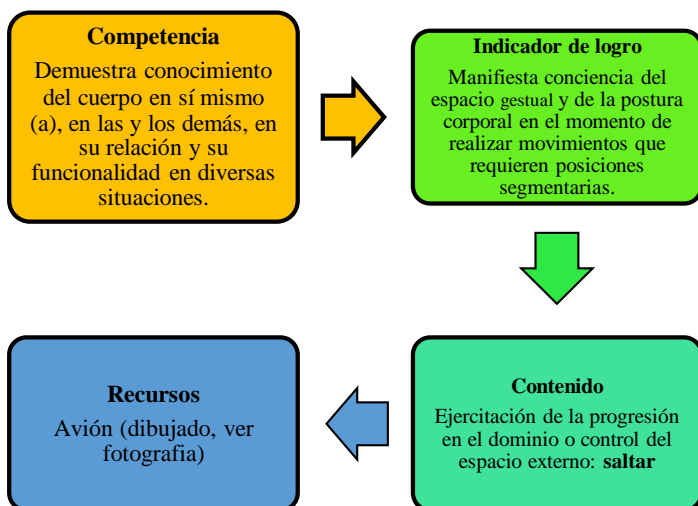 Competencia
Demuestra conocimiento
del cuerpo en sí mismo
(a), en las y los demás, en
su relación y su
funcionalidad en diversas
situaciones.
Indicador de logro
Manifiesta conciencia del
espacio gestual y de la postura
corporal en el momento de
realizar movimientos que
requieren posiciones
segmentarias.
Contenido
Ejercitación de la progresión
en el dominio o control del
espacio externo: saltar
Recursos
Avión (dibujado, ver
fotografia)